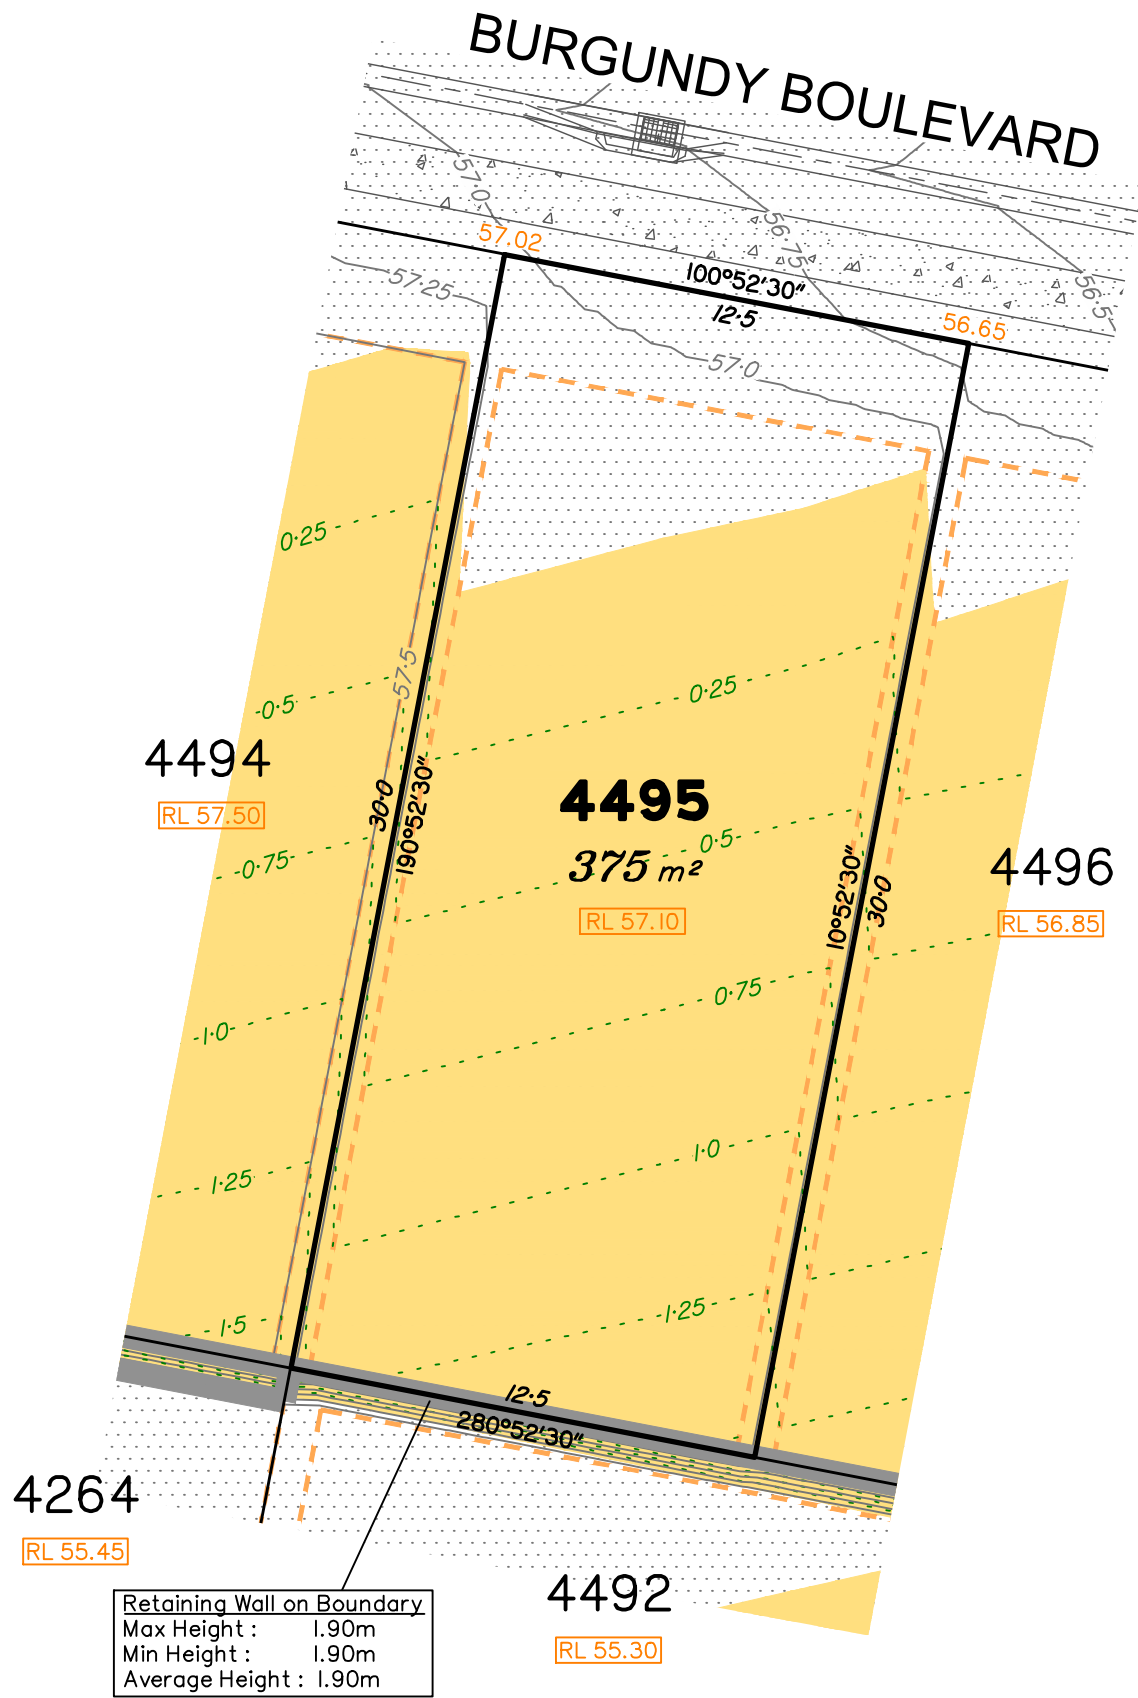 BURGUNDY BOULEVARD
57·0
56·75
56·5
57.02
100°52'30"
12·5
56.65
57·25
57·0
0·25
57·5
0·5
0·25
4494
RL 57.50
30·0
190°52'30"
4495
375 m²
RL 57.10
0·5
0·75
10°52'30"
30·0
4496
RL 56.85
0·75
1·0
1·0
1·25
1·25
1·5
12·5
280°52'30"
4264
RL 55.45
4492
RL 55.30
Retaining Wall on Boundary
Max Height : 1.90m
Min Height : 1.90m
Average Height : 1.90m